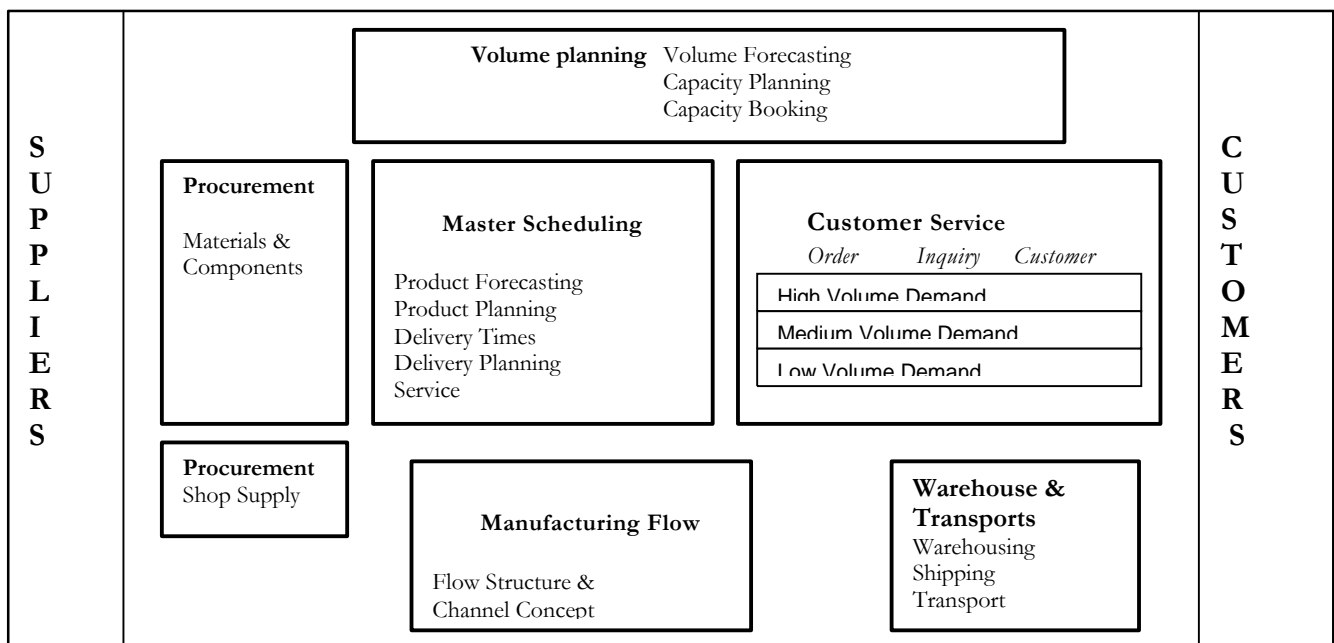 SUPPLIERS
Volume planning Volume Forecasting
Capacity Planning
Capacity Booking
Procurement
Materials &
Components
Master Scheduling
Product Forecasting
Product Planning
Delivery Times
Delivery Planning
Service
Customer Service
Order Inquiry Customer
High Volume Demand
Medium Volume Demand
Low Volume Demand
Procurement
Shop Supply
Manufacturing Flow
Flow Structure &
Channel Concept
Warehouse &
Transports
Warehousing
Shipping
Transport
CUSTOMERS